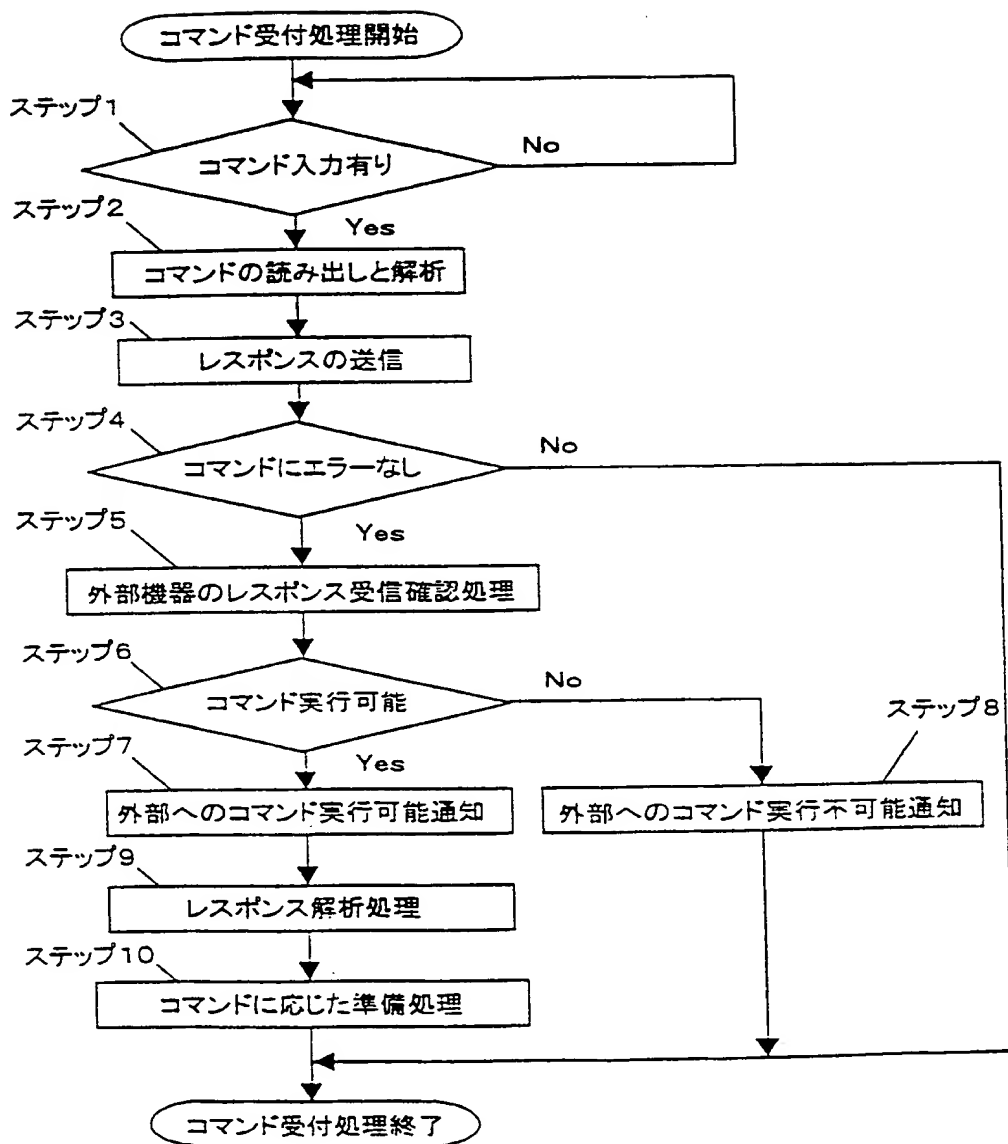 コマンド受付処理開始
ステップ1
コマンド入力有り
No
ステップ2
Yes
コマンドの読み出しと解析
ステップ3
レスポンスの送信
ステップ4
コマンドにエラーなし
No
ステップ5
Yes
外部機器のレスポンス受信確認処理
ステップ6
コマンド実行可能
No
ステップ8
ステップ7
Yes
外部へのコマンド実行可能通知
外部へのコマンド実行不可能通知
ステップ9
レスポンス解析処理
ステップ10
コマンドに応じた準備処理
コマンド受付処理終了